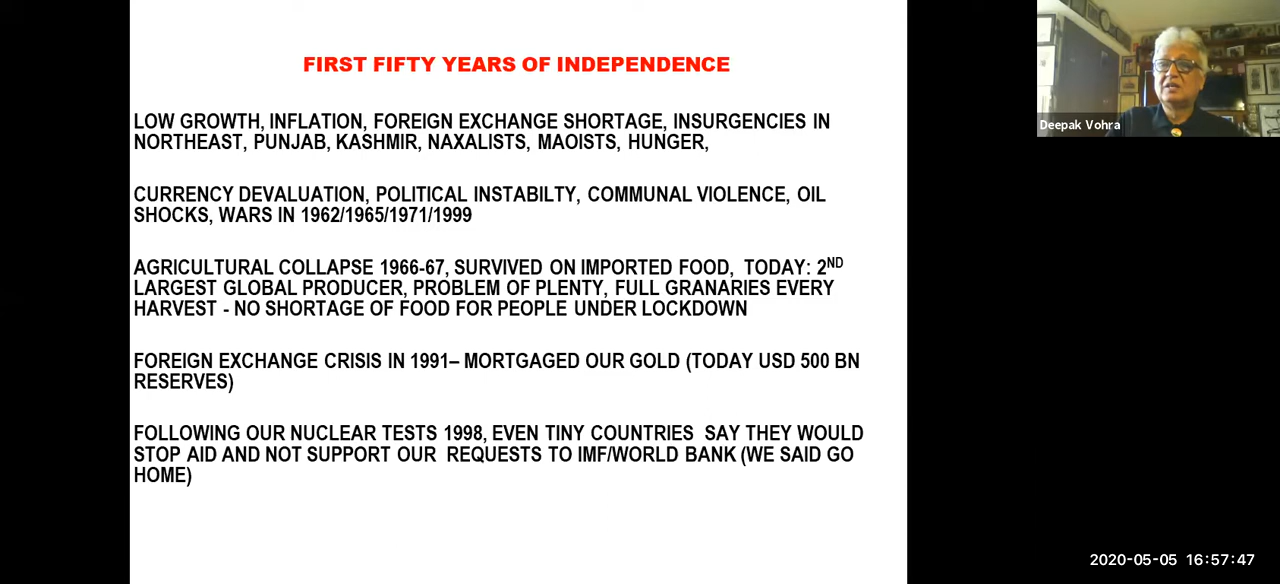 FIRST FIFTY YEARS OF INDEPENDENCE
LOW GROWTH, INFLATION, FOREIGN EXCHANGE SHORTAGE, INSURGENCIES IN
NORTHEAST, PUNJAB, KASHMIR, NAXALISTS, MAOISTS, HUNGER,
CURRENCY DEVALUATION, POLITICAL INSTABILTY, COMMUNAL VIOLENCE, OIL
SHOCKS, WARS IN 1962/1965/1971/1999
AGRICULTURAL COLLAPSE 1966-67, SURVIVED ON IMPORTED FOOD, TODAY: 2ND
LARGEST GLOBAL PRODUCER, PROBLEM OF PLENTY, FULL GRANARIES EVERY
HARVEST - NO SHORTAGE OF FOOD FOR PEOPLE UNDER LOCKDOWN
FOREIGN EXCHANGE CRISIS IN 1991– MORTGAGED OUR GOLD (TODAY USD 500 BN
RESERVES)
FOLLOWING OUR NUCLEAR TESTS 1998, EVEN TINY COUNTRIES SAY THEY WOULD
STOP AID AND NOT SUPPORT OUR REQUESTS TO IMF/WORLD BANK (WE SAID GO
HOME)
Deepak Vohra
2020-05-05 16:57:47